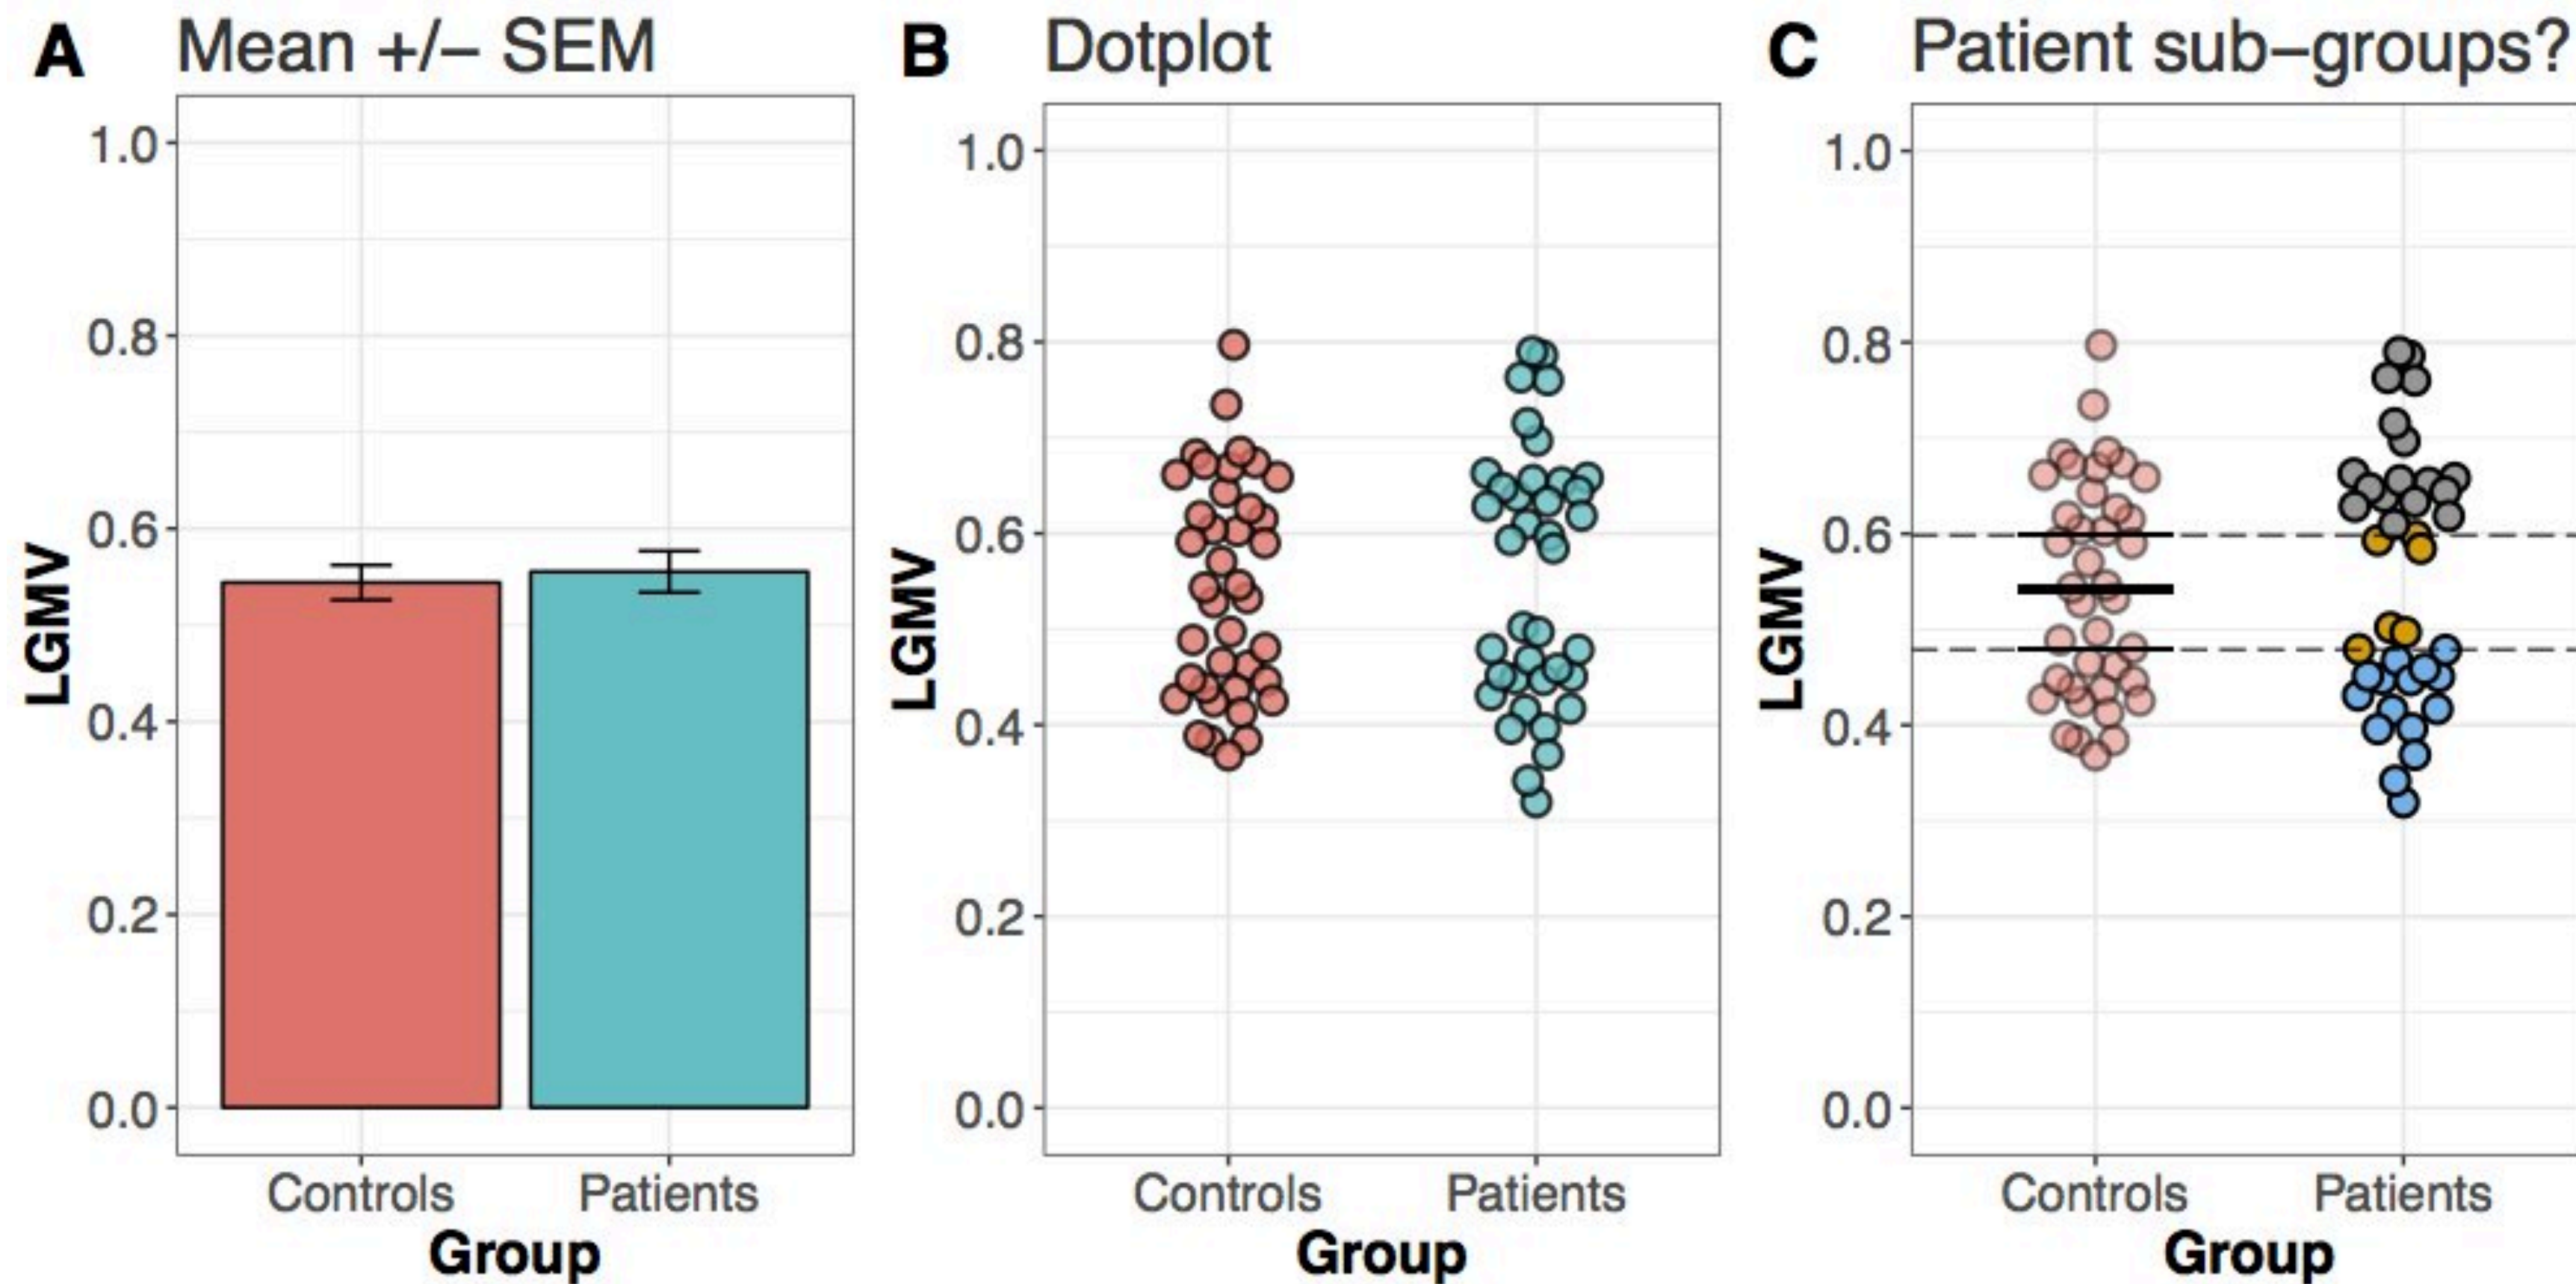 A Mean +/– SEM
LGMV
1.0
0.8
0.6
0.4
0.2
0.0
Controls Patients
Group
B Dotplot
LGMV
1.0
0.8
0.6
0.4
0.2
0.0
Controls Patients
Group
C Patient sub–groups?
LGMV
1.0
0.8
0.6
0.4
0.2
0.0
Controls Patients
Group